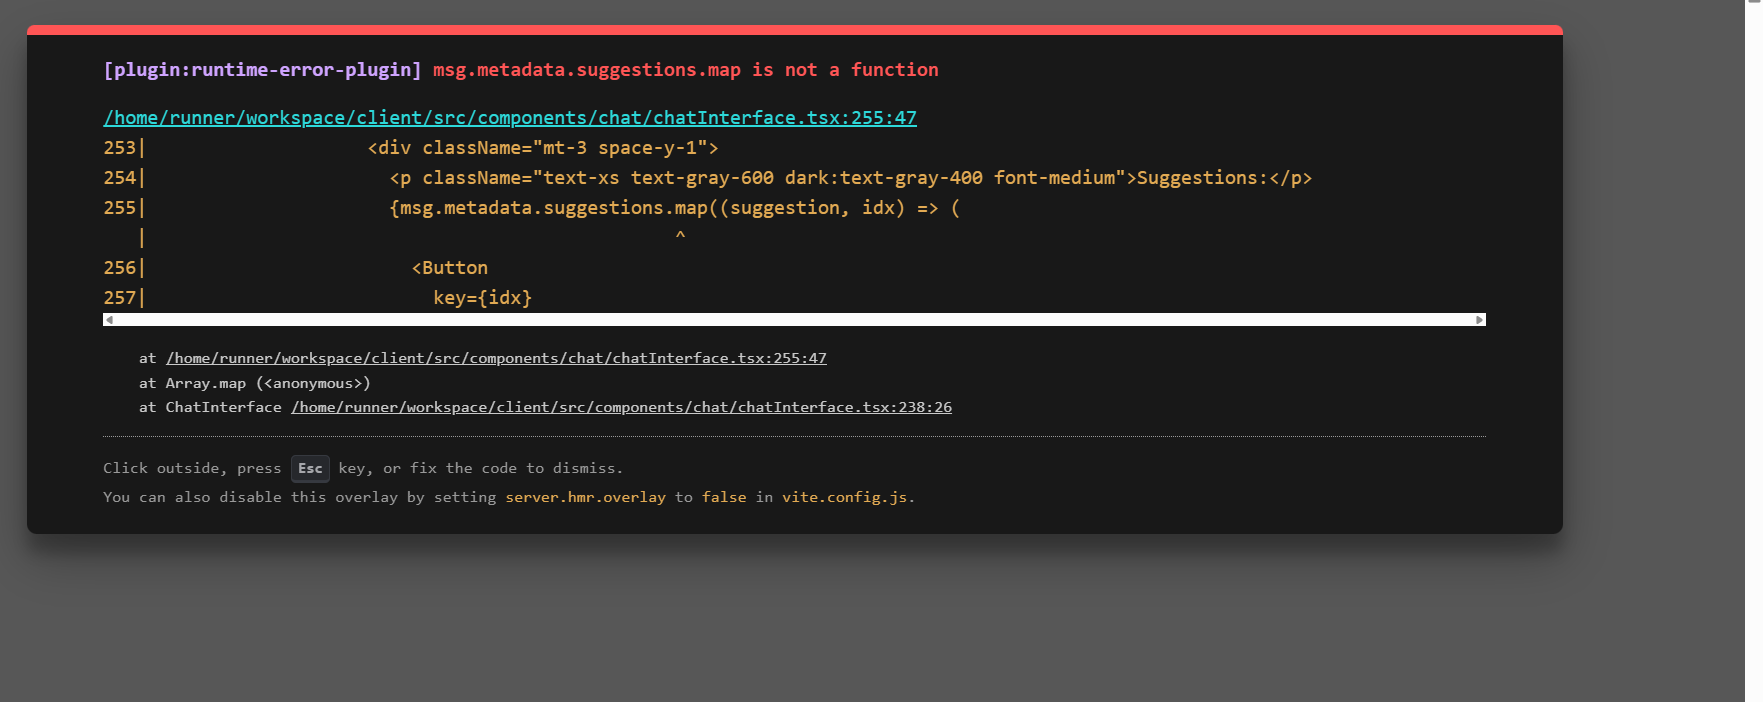 [plugin:runtime-error-plugin] msg.metadata.suggestions.map is not a function
/home/runner/workspace/client/src/components/chat/chatInterface.tsx:255:47
253|                    <div className="mt-3 space-y-1">
254|                      <p className="text-xs text-gray-600 dark:text-gray-400 font-medium">Suggestions:</p>
255|                      {msg.metadata.suggestions.map((suggestion, idx) => (
   |                                                ^
256|                        <Button
257|                          key={idx}
at /home/runner/workspace/client/src/components/chat/chatInterface.tsx:255:47
at Array.map (<anonymous>)
at ChatInterface /home/runner/workspace/client/src/components/chat/chatInterface.tsx:238:26
Click outside, press Esc key, or fix the code to dismiss.
You can also disable this overlay by setting server.hmr.overlay to false in vite.config.js.